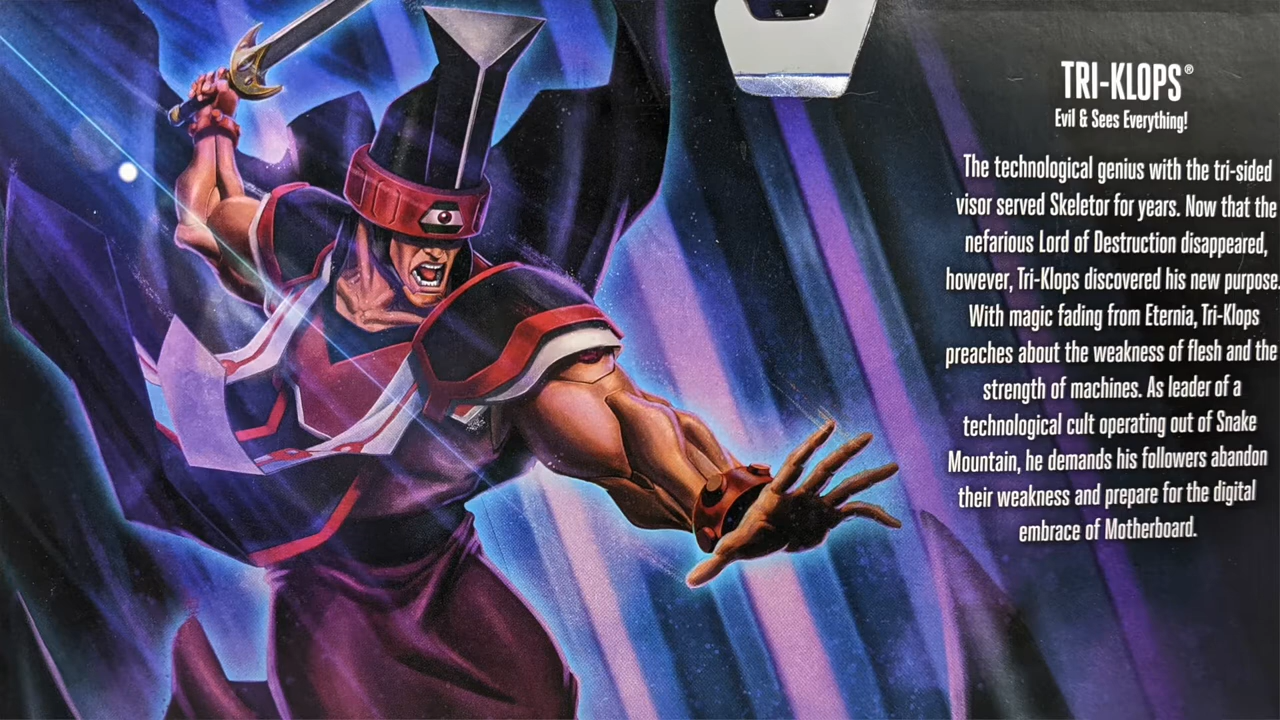 TRI-KLOPS®
Evil & Sees Everything!
The technological genius with the tri-sided
visor served Skeletor for years. Now that the
nefarious Lord of Destruction disappeared,
however, Tri-Klops discovered his new purpose.
With magic fading from Eternia, Tri-Klops
preaches about the weakness of flesh and the
strength of machines. As leader of a
technological cult operating out of Snake
Mountain, he demands his followers abandon
their weakness and prepare for the digital
embrace of Motherboard.